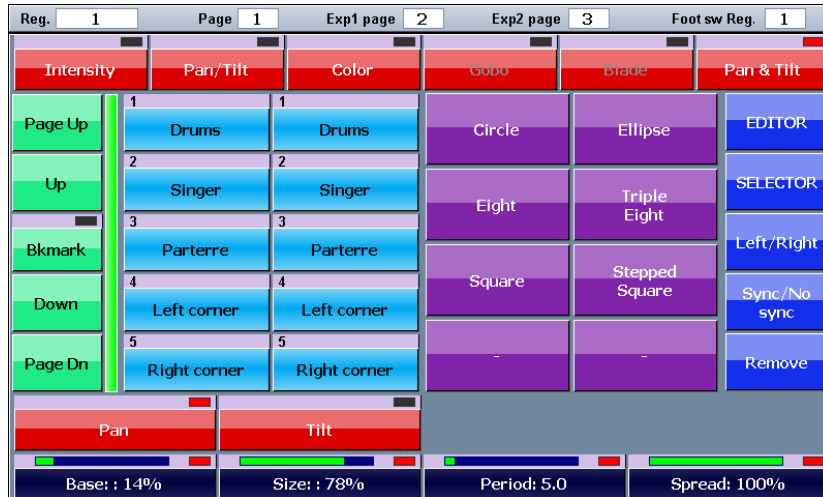 Reg. 1 Page 1 Exp1 page 2 Exp2 page 3 Foot sw Reg. 1
Intensity Pan/Tilt Color Gobo Blade Pan & Tilt
1 1
Page Up Drums Drums Circle Ellipse EDITOR
2 2
Up Singer Singer Eight Triple Eight SELECTOR
3 3
Bkmark Parterre Parterre Left/Right
4 4
Down Left corner Left corner Square Stepped Square Sync/No sync
5 5
Page Dn Right corner Right corner - - Remove
Pan Tilt
Base: : 14% Size: : 78% Period: 5.0 Spread: 100%